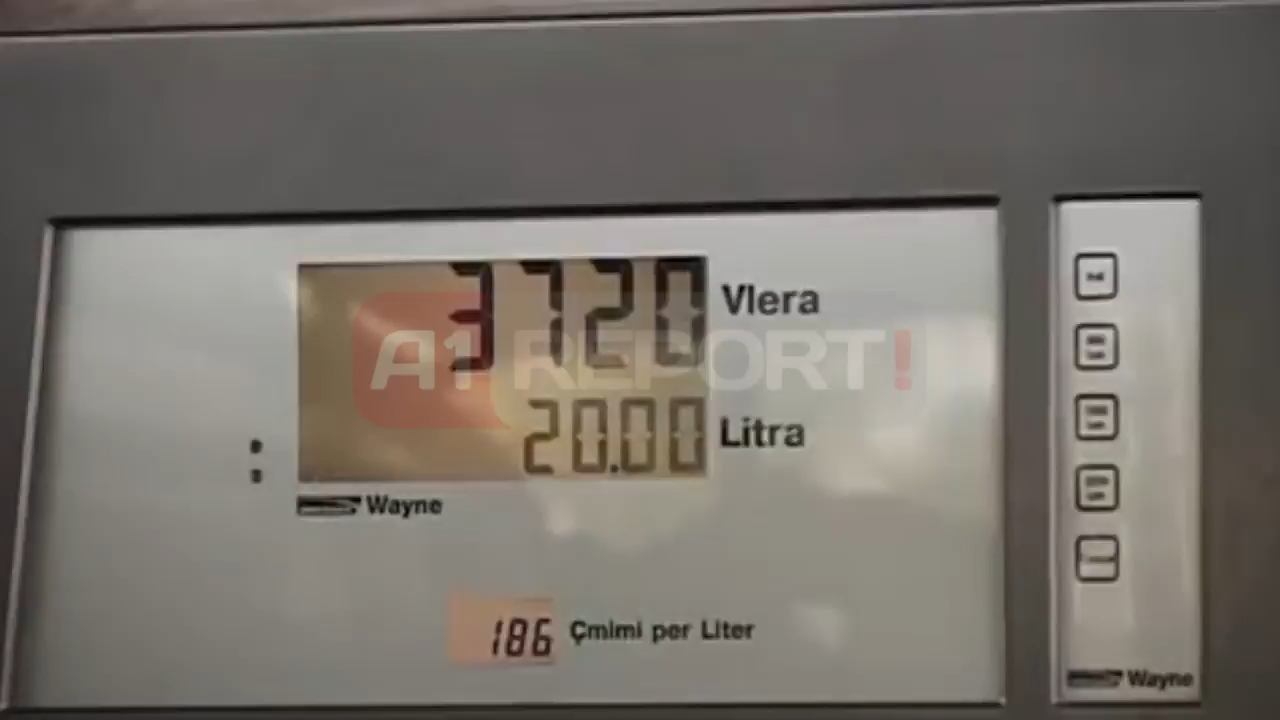 3720 Vlera
A1 REPORT!
20.00 Litra
Wayne
186 Çmimi per Liter
Wayne